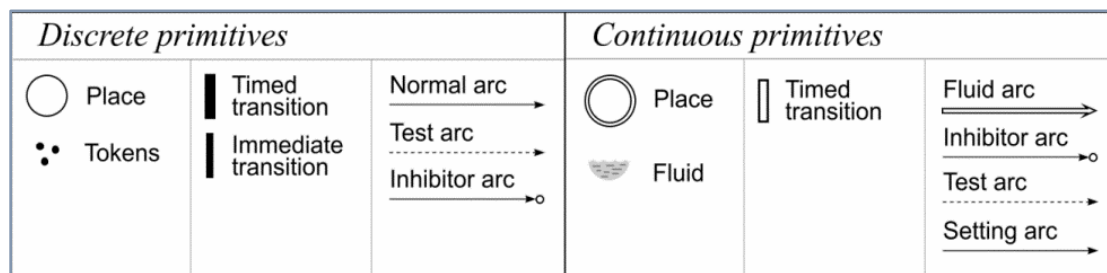 Discrete primitives
Place
Tokens
Timed
transition
Immediate
transition
Normal arc
Test arc
Inhibitor arc
Continuous primitives
Place
Fluid
Timed
transition
Fluid arc
Inhibitor arc
Test arc
Setting arc